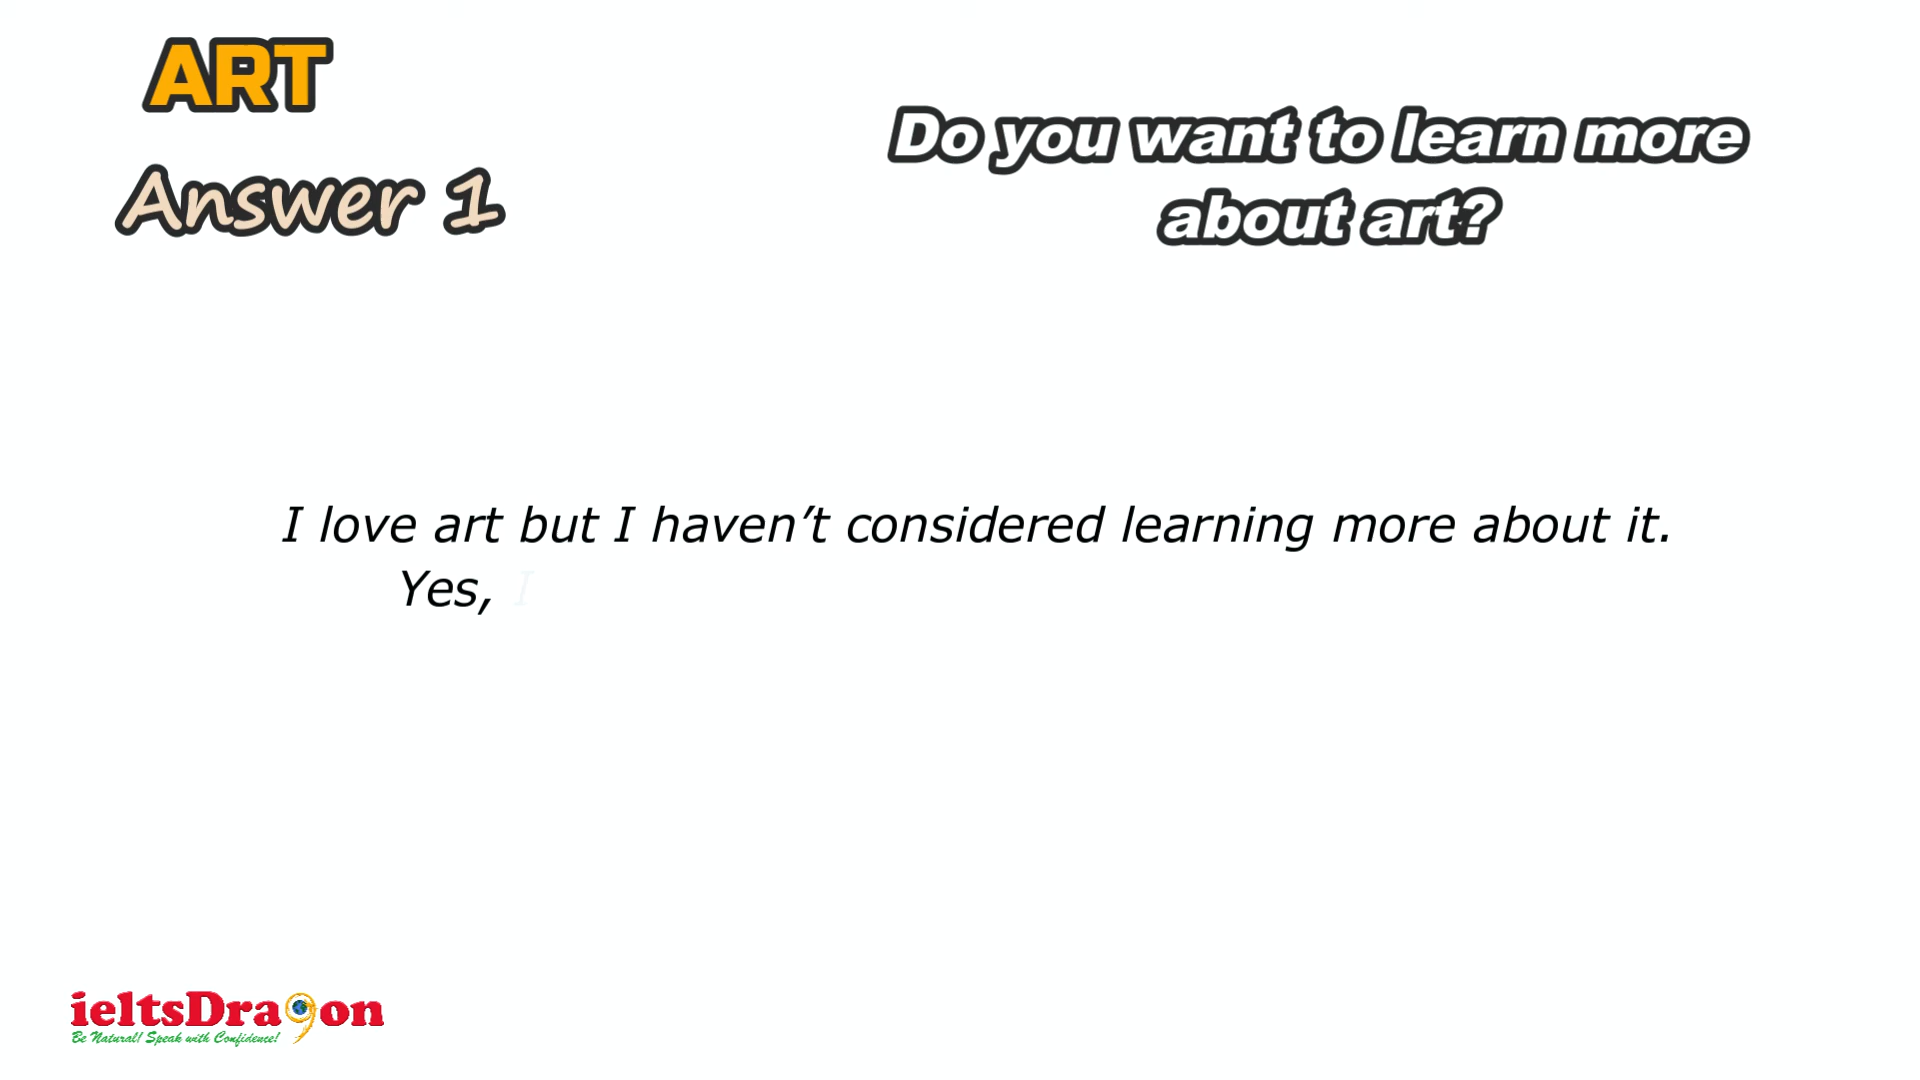 ART
Answer 1
Do you want to learn more
about art?
I love art but I haven’t considered learning more about it.
Yes, I
ieltsDra9on
Be Natural! Speak with Confidence!